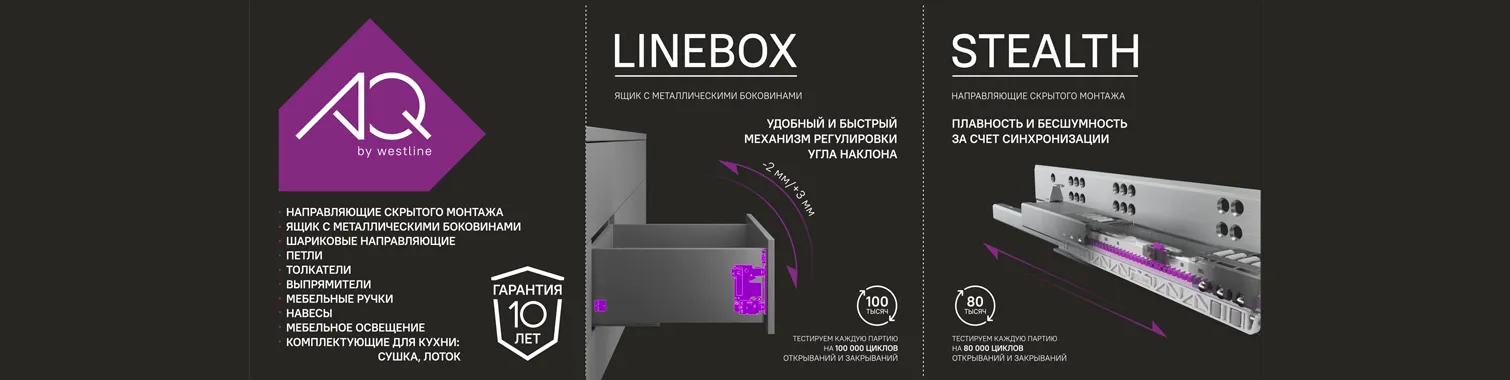 AQ
by westline
НАПРАВЛЯЮЩИЕ СКРЫТОГО МОНТАЖА
ЯЩИК С МЕТАЛЛИЧЕСКИМИ БОКОВИНАМИ
ШАРИКОВЫЕ НАПРАВЛЯЮЩИЕ
ПЕТЛИ
ТОЛКАТЕЛИ
ВЫПРЯМИТЕЛИ
МЕБЕЛЬНЫЕ РУЧКИ
НАВЕСЫ
МЕБЕЛЬНОЕ ОСВЕЩЕНИЕ
КОМПЛЕКТУЮЩИЕ ДЛЯ КУХНИ:
СУШКА, ЛОТОК
ГАРАНТИЯ
10
ЛЕТ
LINEBOX
ЯЩИК С МЕТАЛЛИЧЕСКИМИ БОКОВИНАМИ
УДОБНЫЙ И БЫСТРЫЙ
МЕХАНИЗМ РЕГУЛИРОВКИ
УГЛА НАКЛОНА
-2 мм/+3 мм
100
ТЫСЯЧ
ТЕСТИРУЕМ КАЖДУЮ ПАРТИЮ
НА 100 000 ЦИКЛОВ
ОТКРЫВАНИЙ И ЗАКРЫВАНИЙ
STEALTH
НАПРАВЛЯЮЩИЕ СКРЫТОГО МОНТАЖА
ПЛАВНОСТЬ И БЕСШУМНОСТЬ
ЗА СЧЕТ СИНХРОНИЗАЦИИ
80
ТЫСЯЧ
ТЕСТИРУЕМ КАЖДУЮ ПАРТИЮ
НА 80 000 ЦИКЛОВ
ОТКРЫВАНИЙ И ЗАКРЫВАНИЙ